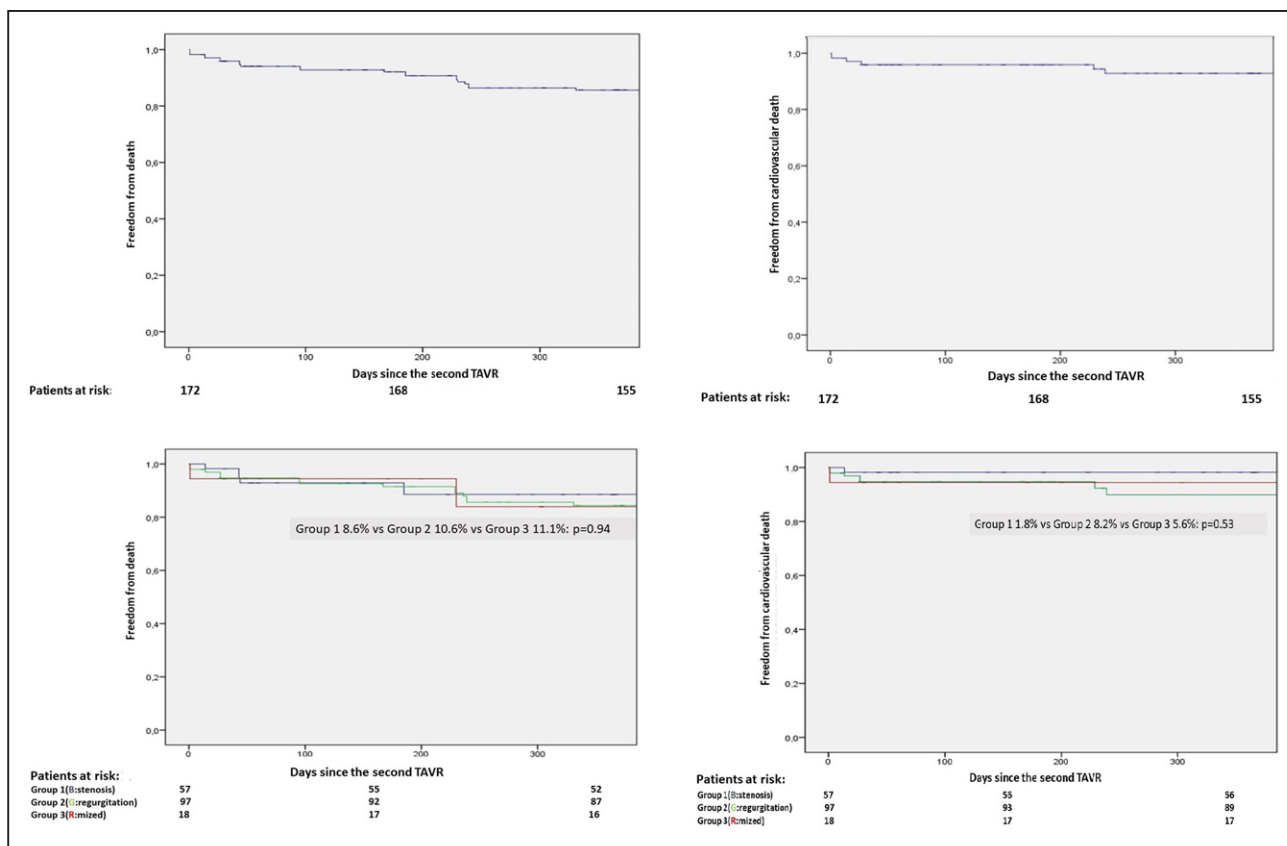 Freedom from death
1,0
0,8
0,6
0,4
0,2
0,0
0 100 200 300
Days since the second TAVR
Patients at risk: 172 168 155
Freedom from cardiovascular death
1,0
0,8
0,6
0,4
0,2
0,0
0 100 200 300
Days since the second TAVR
Patients at risk: 172 168 155
Freedom from death
1,0
0,8
0,6
0,4
0,2
0,0
Group 1 8.6% vs Group 2 10.6% vs Group 3 11.1%: p=0.94
0 100 200 300
Days since the second TAVR
Patients at risk:
Group 1(B:stenosis) 57 55 52
Group 2(G:regurgitation) 97 92 87
Group 3(R:mized) 18 17 16
Freedom from cardiovascular death
1,0
0,8
0,6
0,4
0,2
0,0
Group 1 1.8% vs Group 2 8.2% vs Group 3 5.6%: p=0.53
0 100 200 300
Days since the second TAVR
Patients at risk:
Group 1(B:stenosis) 57 55 56
Group 2(G:regurgitation) 97 93 89
Group 3(R:mized) 18 17 17